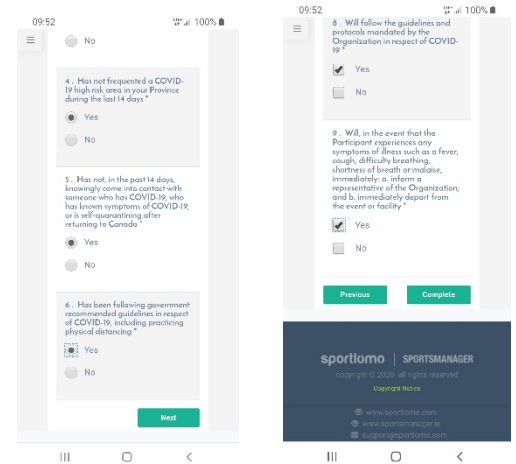 09:52
100%
No
4. Has not frequented a COVID-
19 high risk area in your Province
during the last 14 days *
Yes
No
5. Has not, in the past 14 days,
knowingly come into contact with
someone who has COVID-19, who
has known symptoms of COVID-19,
or is self-quarantining after
returning to Canada *
Yes
No
6. Has been following government
recommended guidelines in respect
of COVID-19, including practicing
physical distancing *
Yes
No
Next
09:52
100%
8. Will follow the guidelines and
protocols mandated by the
Organization in respect of COVID-
19 *
Yes
No
9. Will, in the event that the
Participant experiences any
symptoms of illness such as a fever,
cough, difficulty breathing,
shortness of breath or malaise,
immediately: a. inform a
representative of the Organization;
and b. immediately depart from
the event or facility *
Yes
No
Previous
Complete
sportlomo | SPORTSMANAGER
copyright © 2020 all rights reserved
Copyright Notice
www.sportlomo.com
www.sportsmanager.ie
support@sportlomo.com